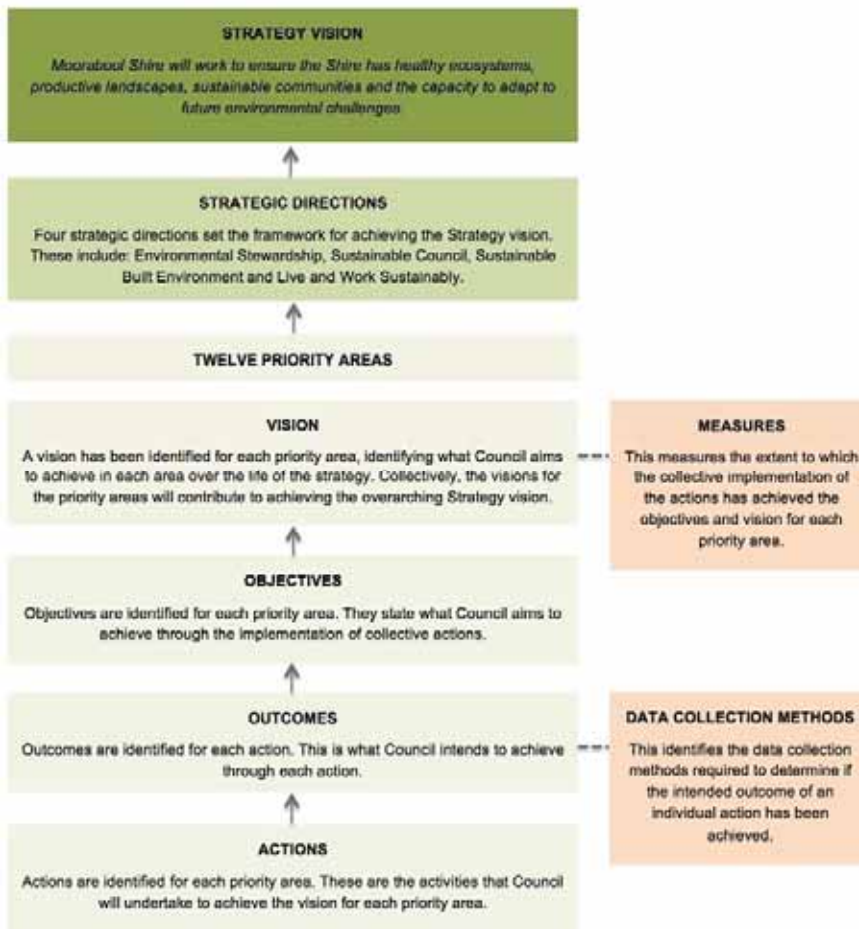 STRATEGY VISION
Moorabool Shire will work to ensure the Shire has healthy ecosystems,
productive landscapes, sustainable communities and the capacity to adapt to
future environmental challenges.
STRATEGIC DIRECTIONS
Four strategic directions set the framework for achieving the Strategy vision.
These include: Environmental Stewardship, Sustainable Council, Sustainable
Built Environment and Live and Work Sustainably.
TWELVE PRIORITY AREAS
VISION
A vision has been identified for each priority area, identifying what Council aims
to achieve in each area over the life of the strategy. Collectively, the visions for
the priority areas will contribute to achieving the overarching Strategy vision.
MEASURES
This measures the extent to which
the collective implementation of
the actions has achieved the
objectives and vision for each
priority area.
OBJECTIVES
Objectives are identified for each priority area. They state what Council aims to
achieve through the implementation of collective actions.
OUTCOMES
Outcomes are identified for each action. This is what Council intends to achieve
through each action.
DATA COLLECTION METHODS
This identifies the data collection
methods required to determine if
the intended outcome of an
individual action has been
achieved.
ACTIONS
Actions are identified for each priority area. These are the activities that Council
will undertake to achieve the vision for each priority area.